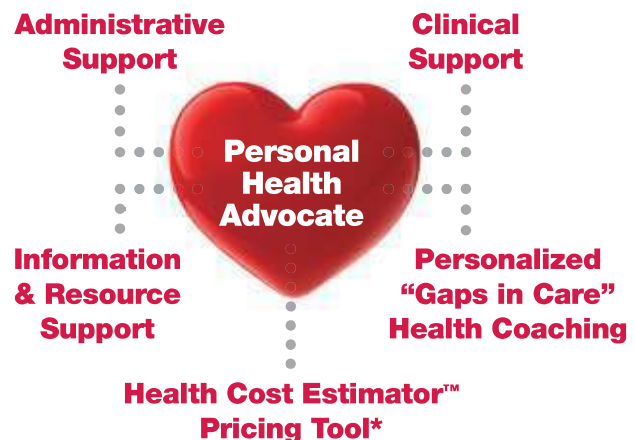 Administrative
Support
Clinical
Support
Personal
Health
Advocate
Information
& Resource
Support
Personalized
“Gaps in Care”
Health Coaching
Health Cost Estimator™
Pricing Tool*